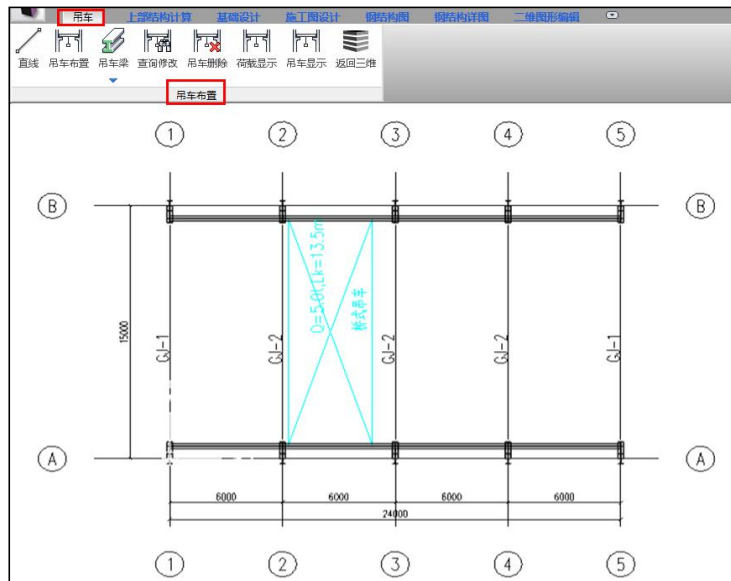 吊车 上部结构计算 基础设计 施工图设计 钢结构图 钢结构详图 二维图形编辑
直线 吊车布置 吊车梁 查询修改 吊车删除 荷载显示 吊车显示 返回三维
吊车布置
1 2 3 4 5
B B
Q=5.0t,Lk=13.5m
桥式吊车
15000
GJ-1 GJ-2 GJ-2 GJ-2 GJ-1
A A
6000 6000 6000 6000
24000
1 2 3 4 5